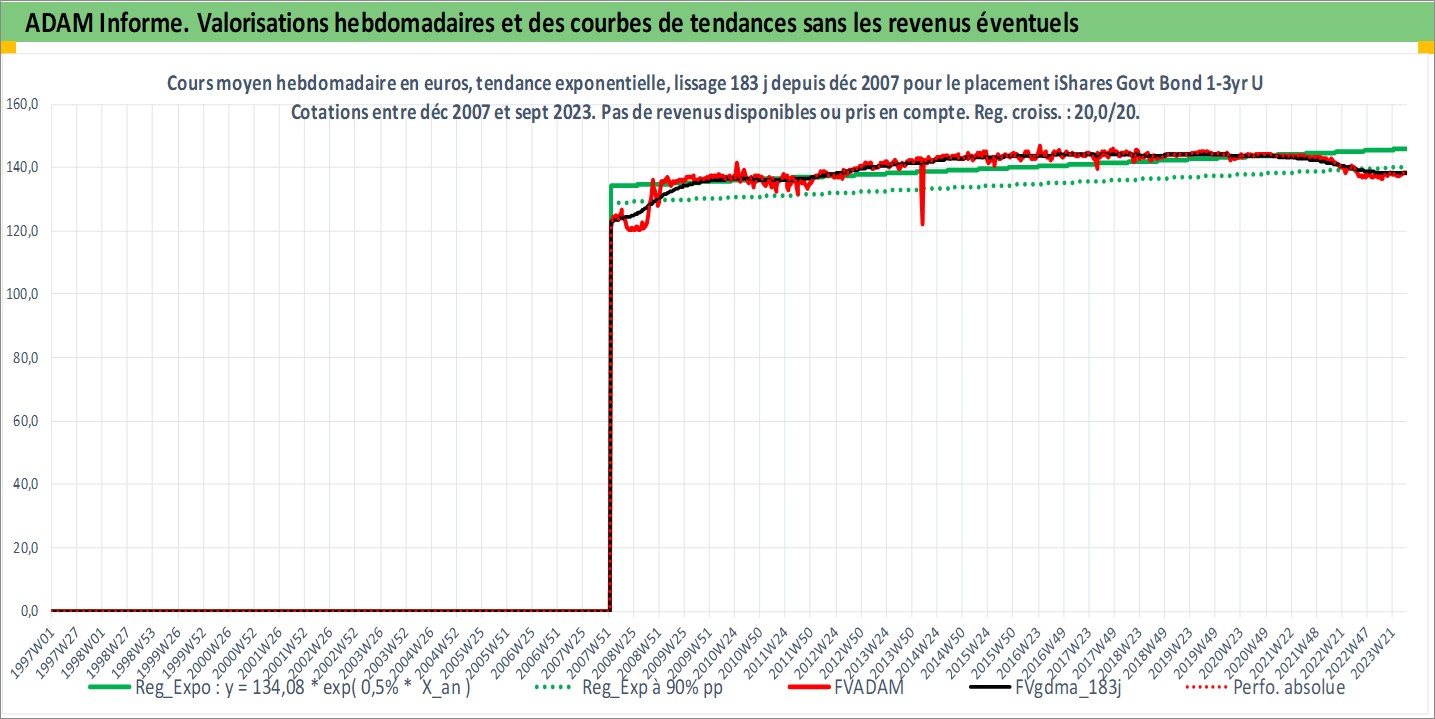 ADAM Informe. Valorisations hebdomadaires et des courbes de tendances sans les revenus éventuels
Cours moyen hebdomadaire en euros, tendance exponentielle, lissage 183 j depuis déc 2007 pour le placement iShares Govt Bond 1-3yr U
Cotations entre déc 2007 et sept 2023. Pas de revenus disponibles ou pris en compte. Reg. croiss. : 20,0/20.
160,0
140,0
120,0
100,0
80,0
60,0
40,0
20,0
0,0
1997W01
1997W27
1998W01
1998W27
1998W53
1999W26
1999W52
2000W26
2000W52
2001W26
2001W52
2002W26
2002W52
2003W26
2003W52
2004W26
2004W52
2005W25
2005W51
2006W25
2006W51
2007W25
2007W51
2008W25
2008W51
2009W25
2009W51
2010W24
2010W50
2011W24
2011W50
2012W24
2012W50
2013W24
2013W50
2014W24
2014W50
2015W24
2015W50
2016W23
2016W49
2017W23
2017W49
2018W23
2018W49
2019W23
2019W49
2020W23
2020W49
2021W22
2021W48
2022W21
2022W47
2023W21
Reg_Expo : y = 134,08 * exp( 0,5% * X_an )
Reg_Exp à 90% pp
FVADAM
FVgdma_183j
Perfo. absolue